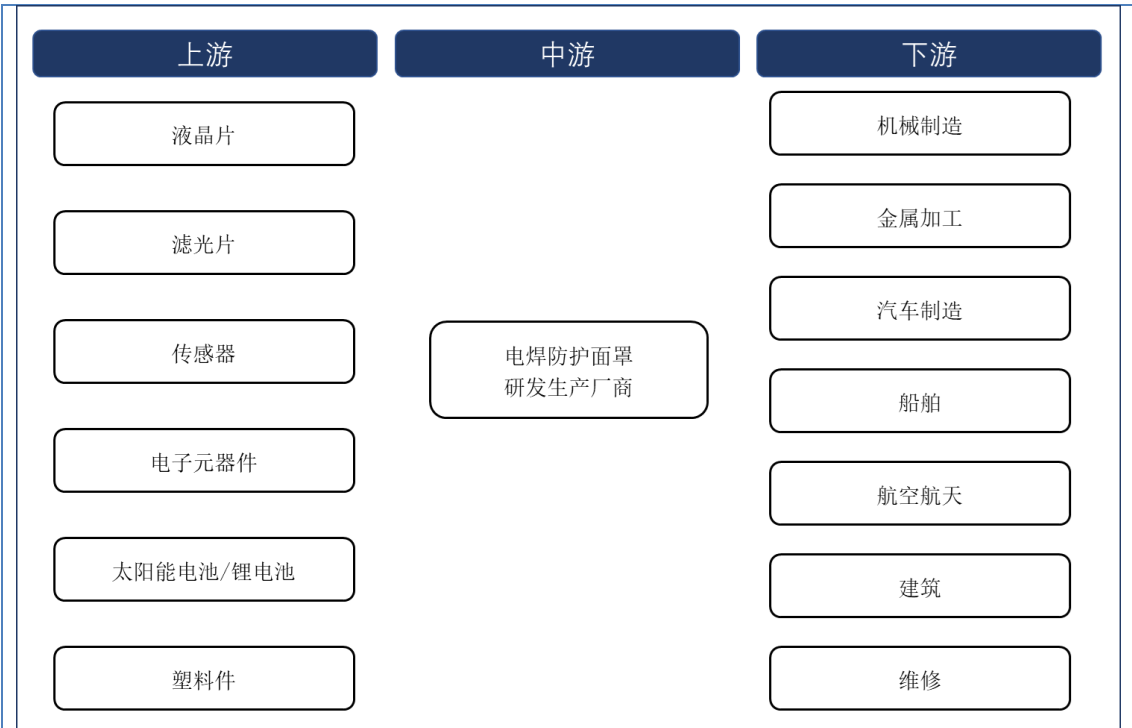 上游
中游
下游
液晶片
滤光片
传感器
电子元器件
太阳能电池/锂电池
塑料件
电焊防护面罩
研发生产厂商
机械制造
金属加工
汽车制造
船舶
航空航天
建筑
维修